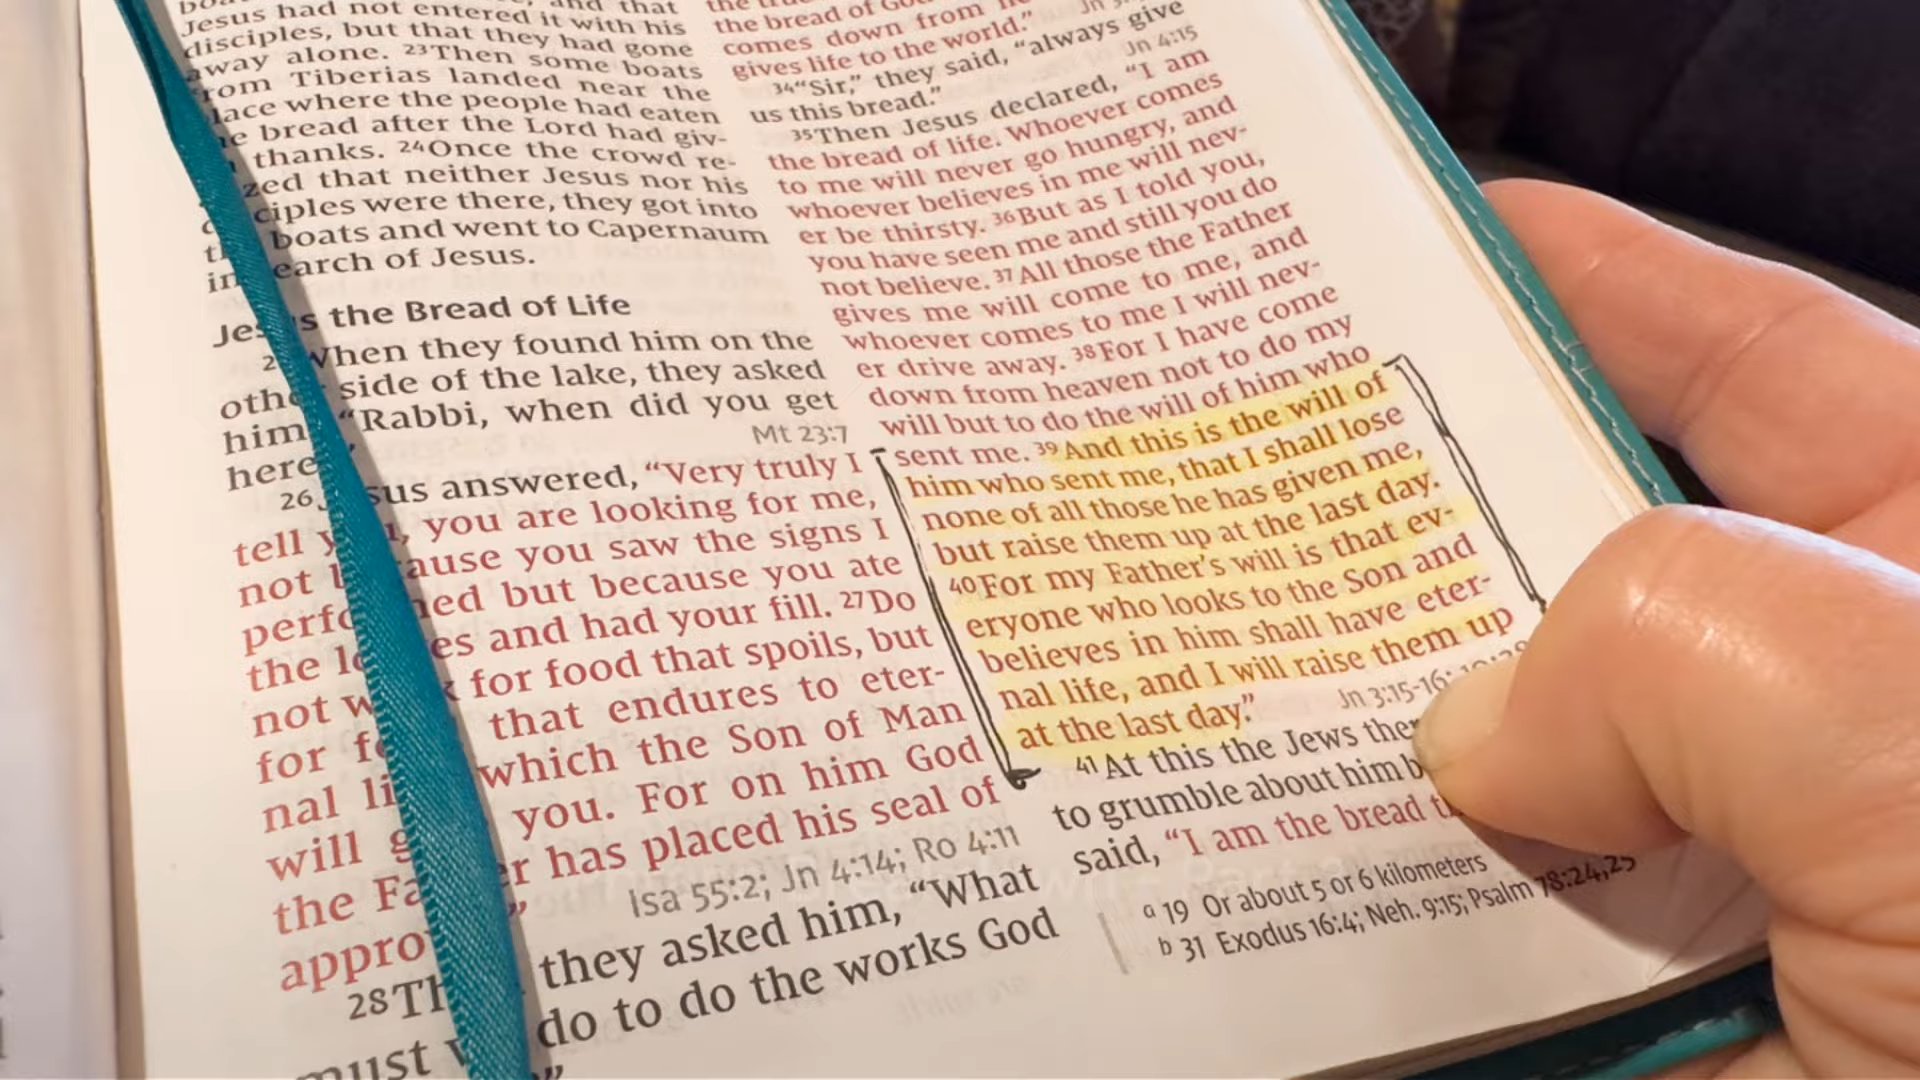 and that
Jesus had not entered it with his
disciples, but that they had gone
away alone. 23Then some boats
Tiberias landed near the
where the people had eaten
bread after the Lord had giv-
thanks. 24Once the crowd re-
that neither Jesus nor his
were there, they got into
boats and went to Capernaum
of Jesus.
the Bread of Life
When they found him on the
side of the lake, they asked
him, “Rabbi, when did you get
here
Mt 23:7
26 answered, “Very truly I
tell you are looking for me,
not you saw the signs I
but because you ate
the and had your fill. 27Do
not for food that spoils, but
for that endures to eter-
nal which the Son of Man
will you. For on him God
the has placed his seal of
Isa 55:2; Jn 4:14; Ro 4:11
28 they asked him, “What
must do to do the works God
the bread of
comes down from
gives life to the world.”
34“Sir,” they said, “always give
us this bread.” Jn 4:15
35Then Jesus declared, “I am
the bread of life. Whoever comes
to me will never go hungry, and
whoever believes in me will nev-
er be thirsty. 36But as I told you,
you have seen me and still you do
not believe. 37All those the Father
gives me will come to me, and
whoever comes to me I will nev-
er drive away. 38For I have come
down from heaven not to do my
will but to do the will of him who
sent me. 39And this is the will of
him who sent me, that I shall lose
none of all those he has given me,
but raise them up at the last day.
40For my Father’s will is that ev-
eryone who looks to the Son and
believes in him shall have eter-
nal life, and I will raise them up
at the last day.” Jn 3:15-16;
41At this the Jews
to grumble about him
said, “I am the bread
a 19 Or about 5 or 6 kilometers
b 31 Exodus 16:4; Neh. 9:15; Psalm 78:24,25